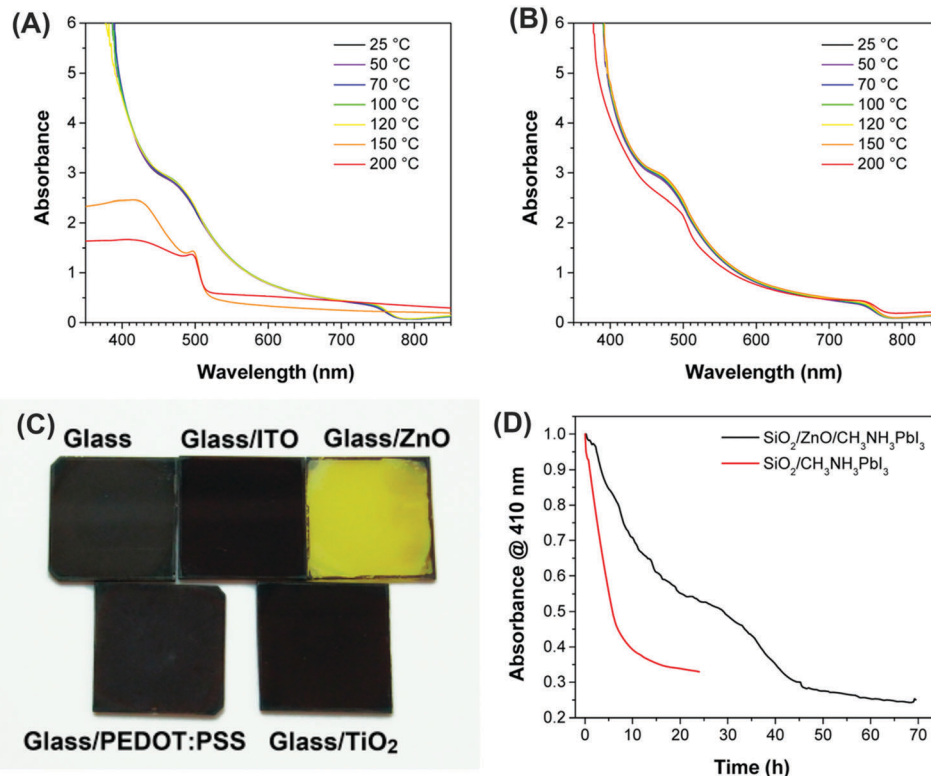 (A)
6
5
4
3
2
1
0
Absorbance
25 °C
50 °C
70 °C
100 °C
120 °C
150 °C
200 °C
400 500 600 700 800
Wavelength (nm)
(B)
6
5
4
3
2
1
0
Absorbance
25 °C
50 °C
70 °C
100 °C
120 °C
150 °C
200 °C
400 500 600 700 800
Wavelength (nm)
(C)
Glass Glass/ITO Glass/ZnO
Glass/PEDOT:PSS Glass/TiO₂
(D)
1.0
0.9
0.8
0.7
0.6
0.5
0.4
0.3
0.2
Absorbance @ 410 nm
SiO₂/ZnO/CH₃NH₃PbI₃
SiO₂/CH₃NH₃PbI₃
0 10 20 30 40 50 60 70
Time (h)